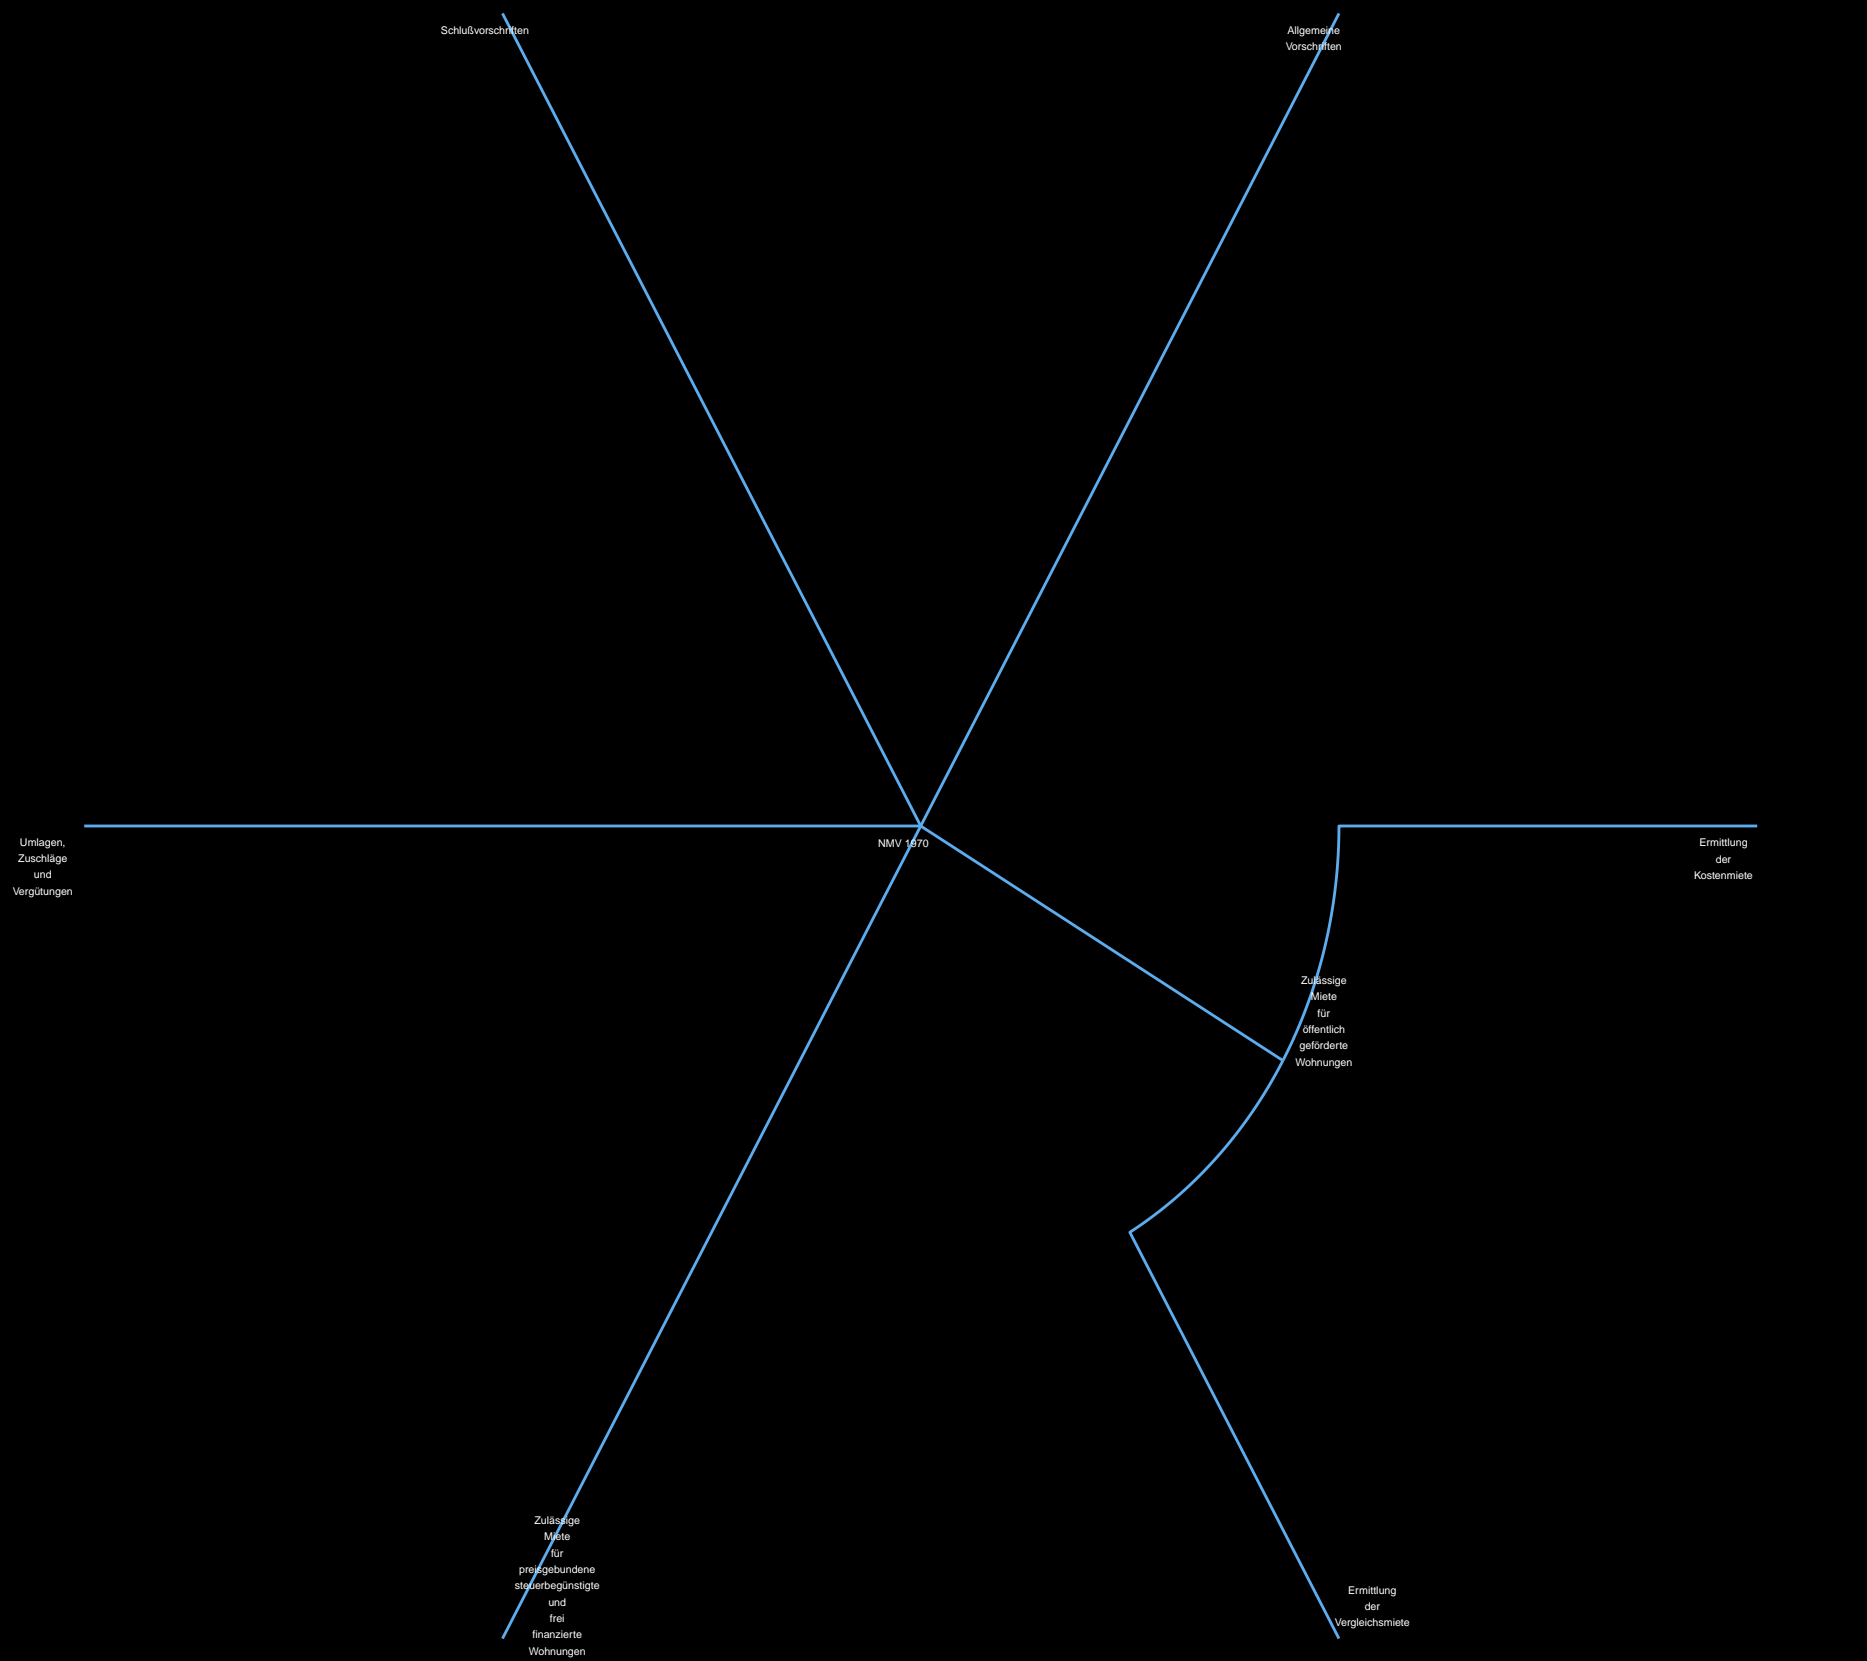 Schlußvorschriften
Allgemeine
Vorschriften
Umlagen,
Zuschläge
und
Vergütungen
NMV 1970
Ermittlung
der
Kostenmiete
Zulässige
Miete
für
öffentlich
geförderte
Wohnungen
Zulässige
Miete
für
preisgebundene
steuerbegünstigte
und
frei
finanzierte
Wohnungen
Ermittlung
der
Vergleichsmiete